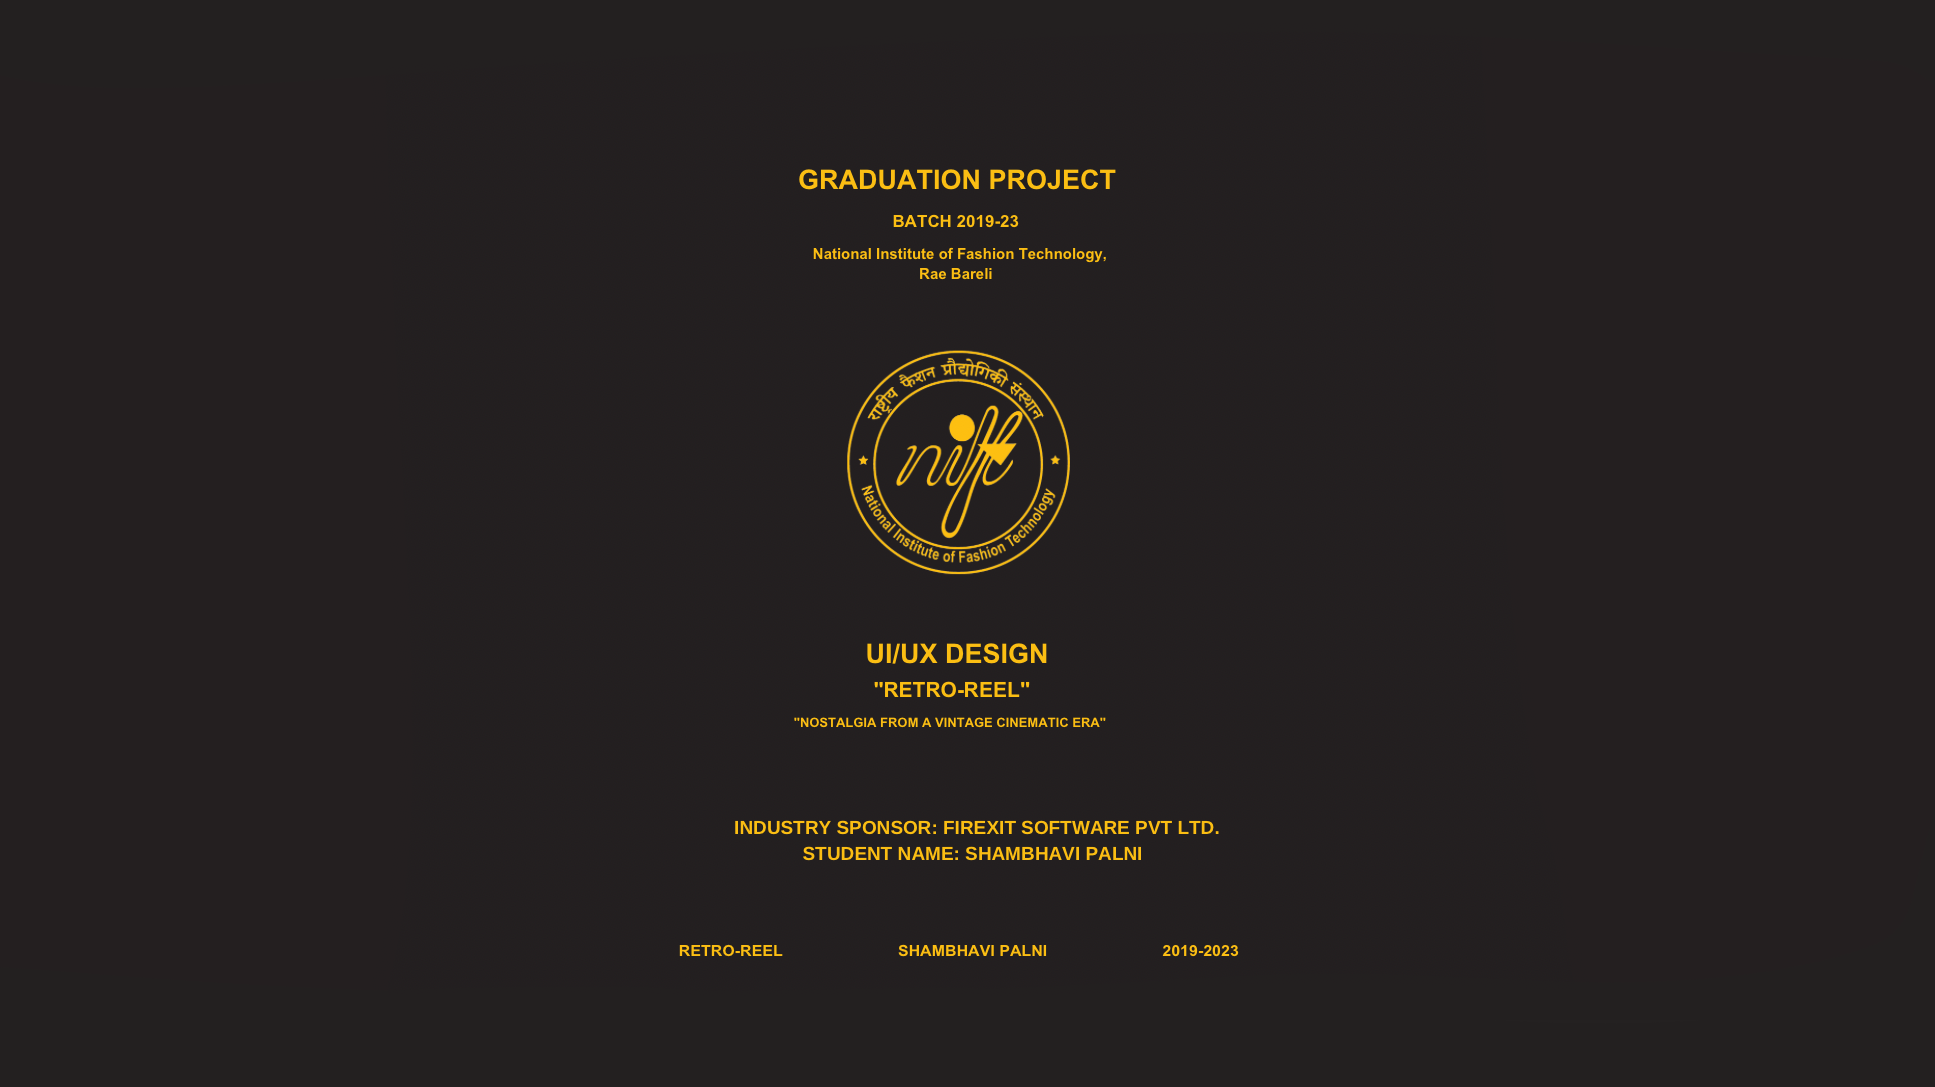 GRADUATION PROJECT
BATCH 2019-23
National Institute of Fashion Technology,
Rae Bareli
राष्ट्रीय फैशन प्रौद्योगिकी संस्थान
nift
National Institute of Fashion Technology
UI/UX DESIGN
"RETRO-REEL"
"NOSTALGIA FROM A VINTAGE CINEMATIC ERA"
INDUSTRY SPONSOR: FIREXIT SOFTWARE PVT LTD.
STUDENT NAME: SHAMBHAVI PALNI
RETRO-REEL SHAMBHAVI PALNI 2019-2023